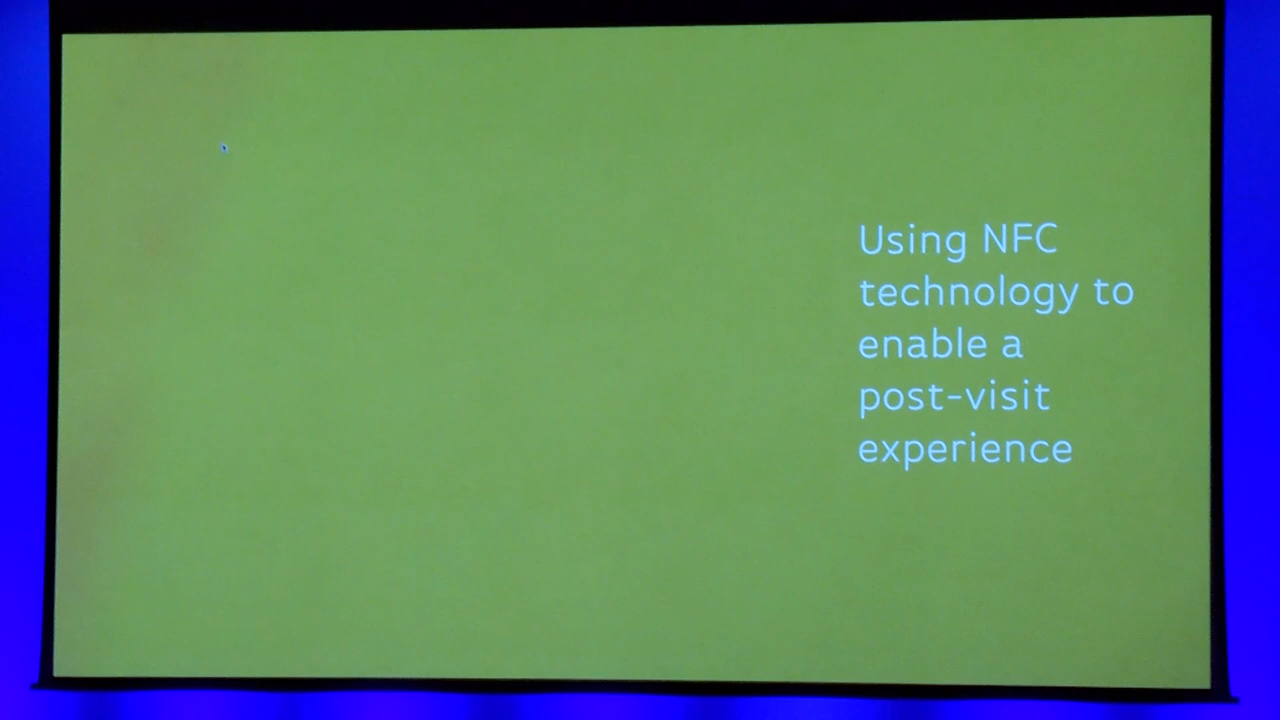 Using NFC
technology to
enable a
post-visit
experience